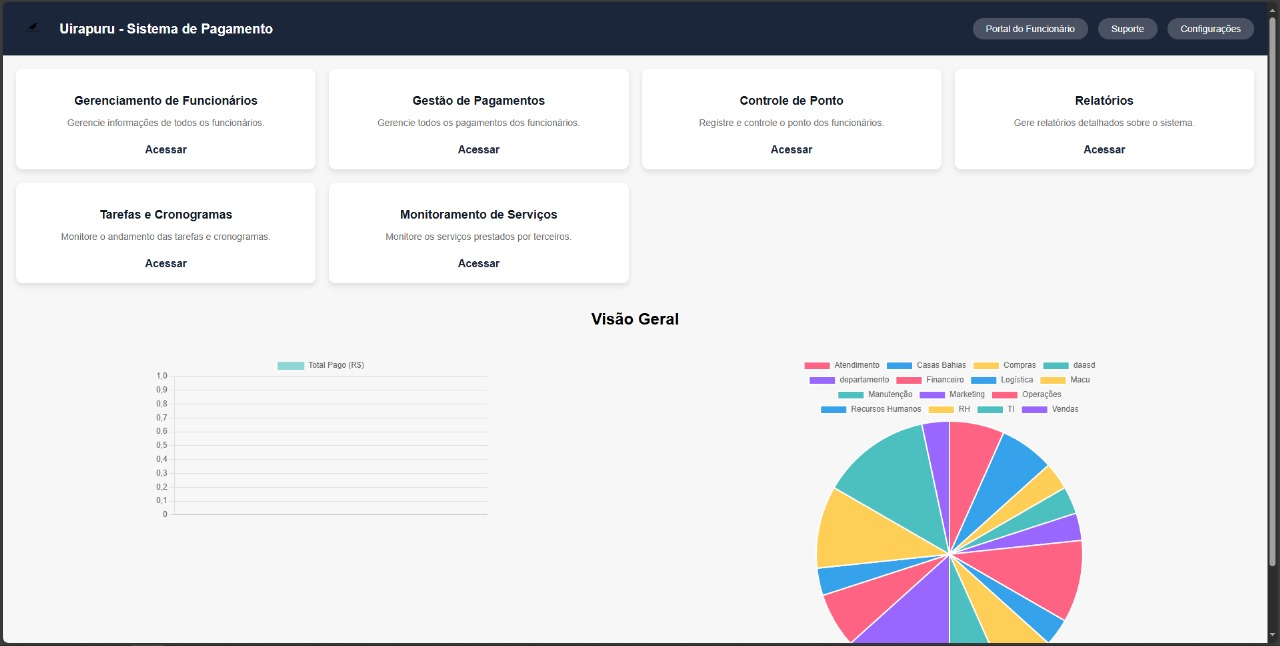 Uirapuru - Sistema de Pagamento
Portal do Funcionário
Suporte
Configurações
Gerenciamento de Funcionários
Gerencie informações de todos os funcionários.
Acessar
Gestão de Pagamentos
Gerencie todos os pagamentos dos funcionários.
Acessar
Controle de Ponto
Registre e controle o ponto dos funcionários.
Acessar
Relatórios
Gere relatórios detalhados sobre o sistema.
Acessar
Tarefas e Cronogramas
Monitore o andamento das tarefas e cronogramas.
Acessar
Monitoramento de Serviços
Monitore os serviços prestados por terceiros.
Acessar
Visão Geral
Total Pago (R$)
1,0
0,9
0,8
0,7
0,6
0,5
0,4
0,3
0,2
0,1
0
Atendimento Casas Bahias Compras daasd
departamento Financeiro Logística Macu
Manutenção Marketing Operações
Recursos Humanos RH TI Vendas